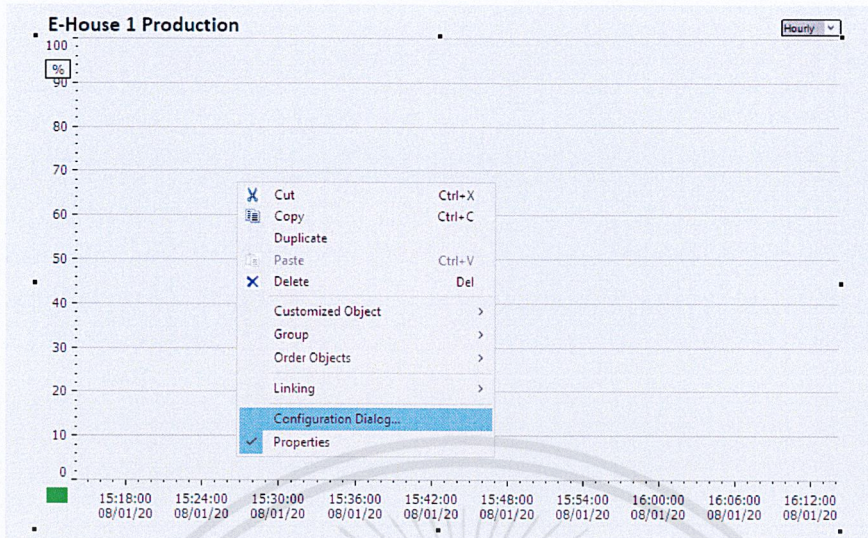 E-House 1 Production
Hourly
100
%
90
80
70
60
50
40
30
20
10
0
Cut Ctrl+X
Copy Ctrl+C
Duplicate
Paste Ctrl+V
Delete Del
Customized Object
Group
Order Objects
Linking
Configuration Dialog...
Properties
15:18:00 15:24:00 15:30:00 15:36:00 15:42:00 15:48:00 15:54:00 16:00:00 16:06:00 16:12:00
08/01/20 08/01/20 08/01/20 08/01/20 08/01/20 08/01/20 08/01/20 08/01/20 08/01/20 08/01/20